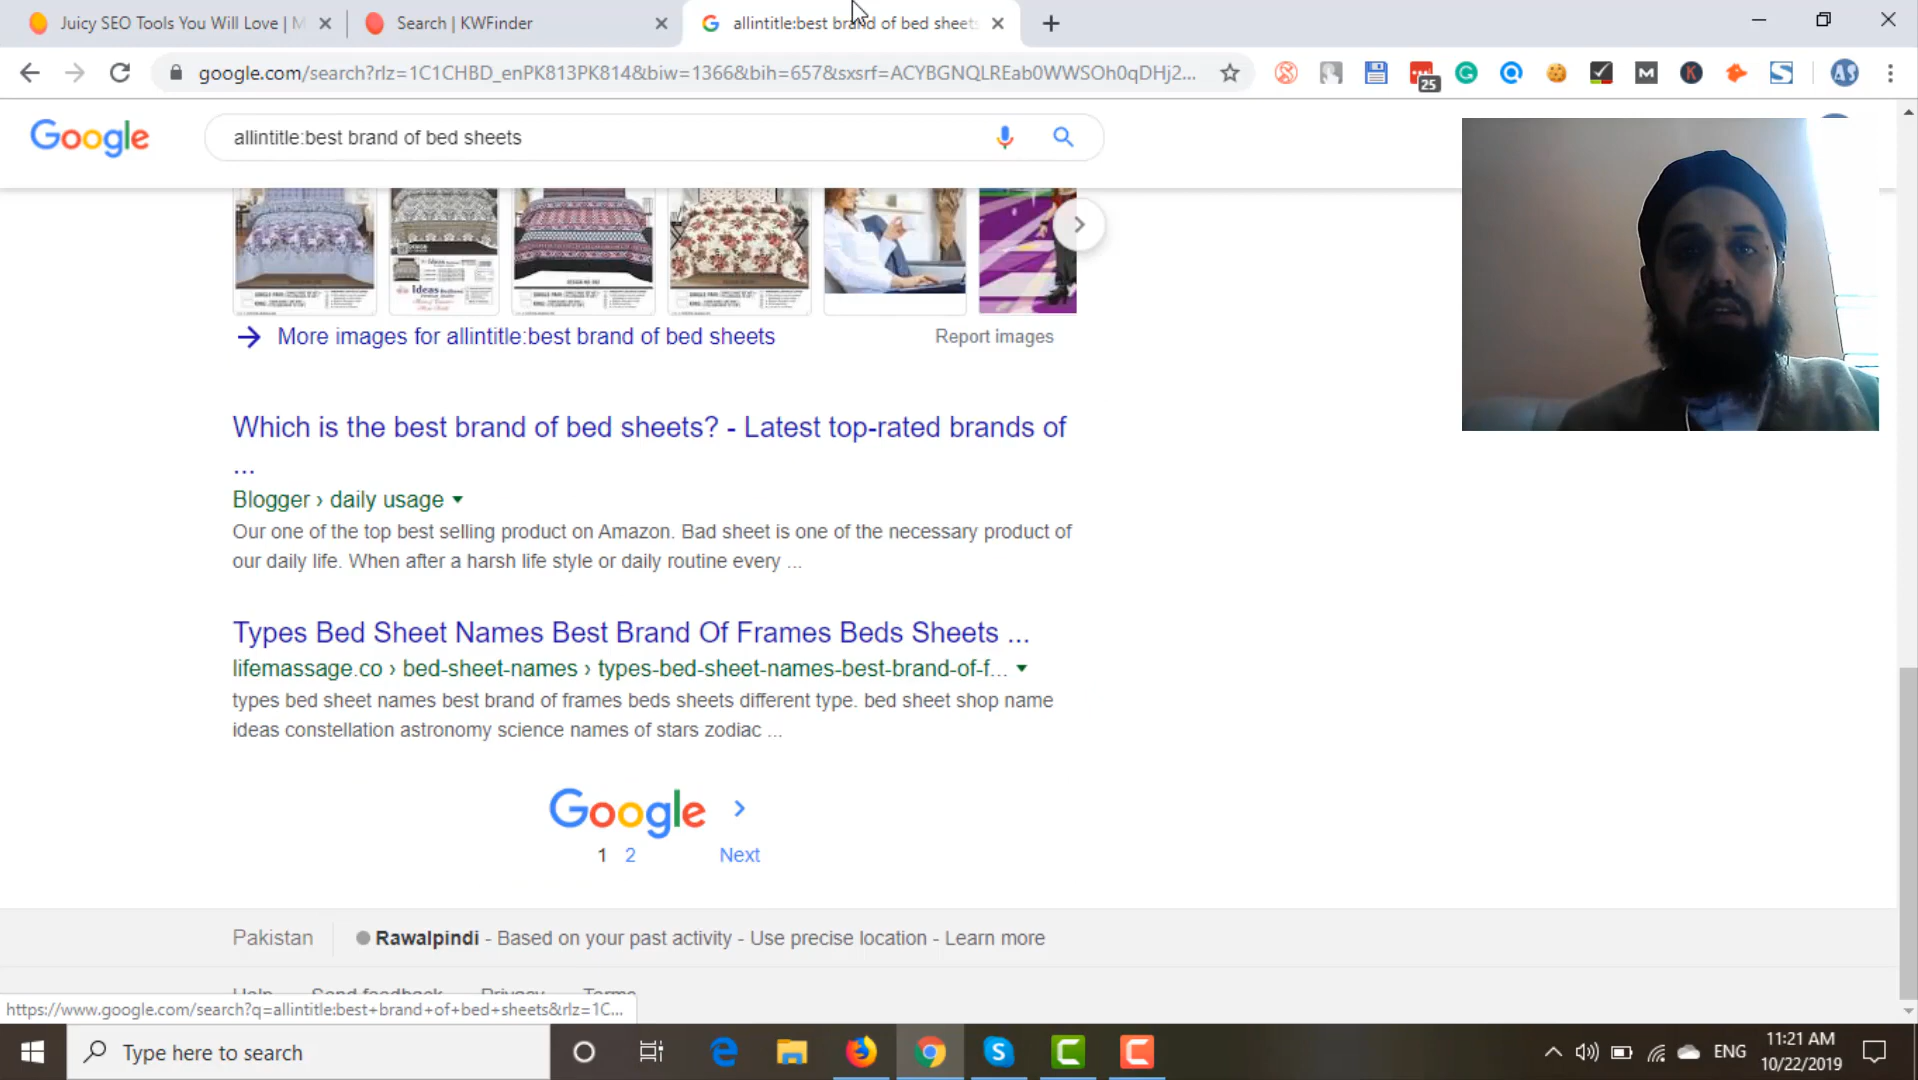 Juicy SEO Tools You Will Love | M
Search | KWFinder
allintitle:best brand of bed sheets
google.com/search?rlz=1C1CHBD_enPK813PK814&biw=1366&bih=657&sxsrf=ACYBGNQLREab0WWSOh0qDHj2...
25
AS
Google
allintitle:best brand of bed sheets
More images for allintitle:best brand of bed sheets
Report images
Which is the best brand of bed sheets? - Latest top-rated brands of
...
Blogger › daily usage
Our one of the top best selling product on Amazon. Bad sheet is one of the necessary product of
our daily life. When after a harsh life style or daily routine every ...
Types Bed Sheet Names Best Brand Of Frames Beds Sheets ...
lifemassage.co › bed-sheet-names › types-bed-sheet-names-best-brand-of-f...
types bed sheet names best brand of frames beds sheets different type. bed sheet shop name
ideas constellation astronomy science names of stars zodiac ...
Google
1 2 Next
Pakistan
Rawalpindi - Based on your past activity - Use precise location - Learn more
Help Send feedback Privacy Terms
https://www.google.com/search?q=allintitle:best+brand+of+bed+sheets&rlz=1C...
Type here to search
ENG
11:21 AM
10/22/2019